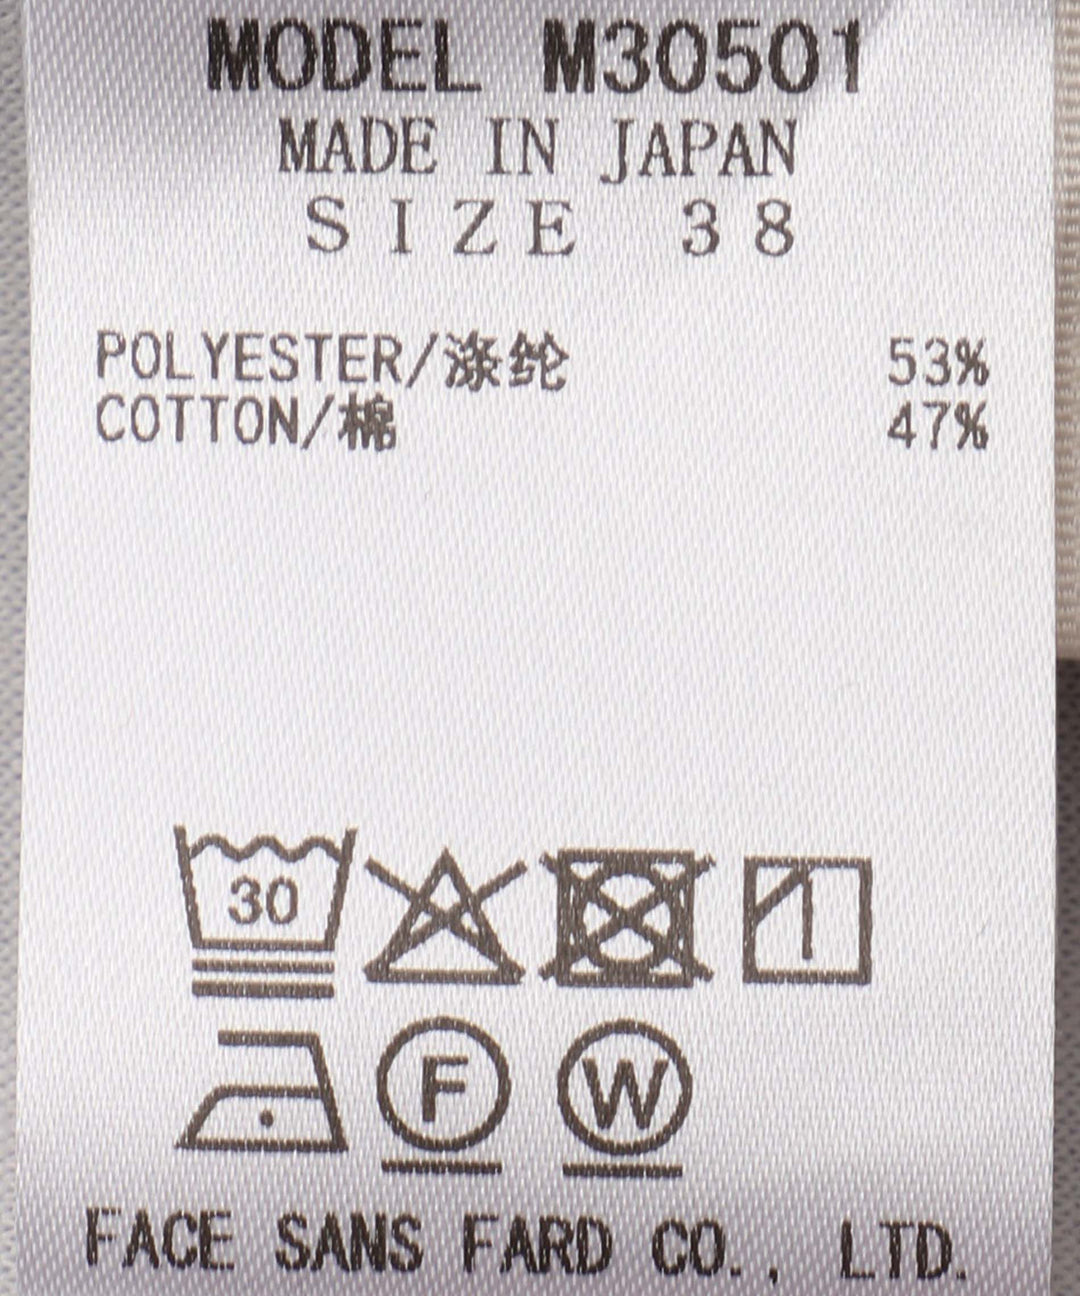 MODEL M30501
MADE IN JAPAN
SIZE 38
POLYESTER/涤纶 53%
COTTON/棉 47%
30
F W
FACE SANS FARD CO., LTD.